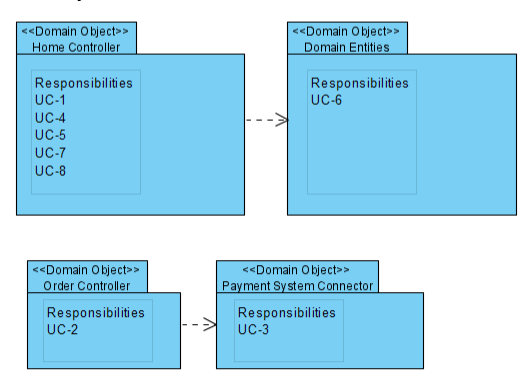 <<Domain Object>>
Home Controller
Responsibilities
UC-1
UC-4
UC-5
UC-7
UC-8
<<Domain Object>>
Domain Entities
Responsibilities
UC-6
<<Domain Object>>
Order Controller
Responsibilities
UC-2
<<Domain Object>>
Payment System Connector
Responsibilities
UC-3